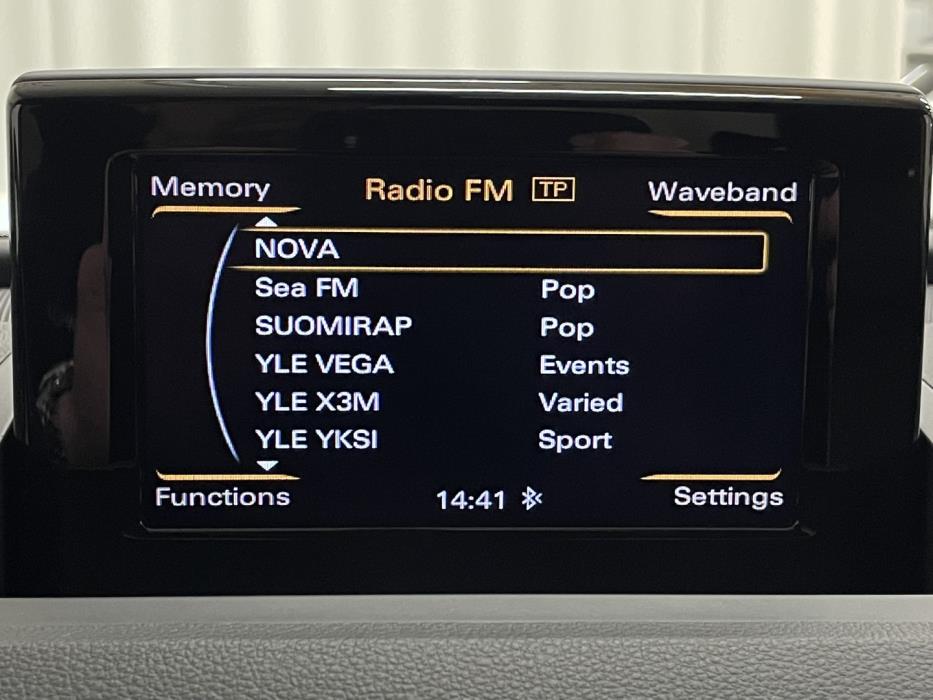 Memory Radio FM TP Waveband
NOVA
Sea FM Pop
SUOMIRAP Pop
YLE VEGA Events
YLE X3M Varied
YLE YKSI Sport
Functions 14:41 Settings